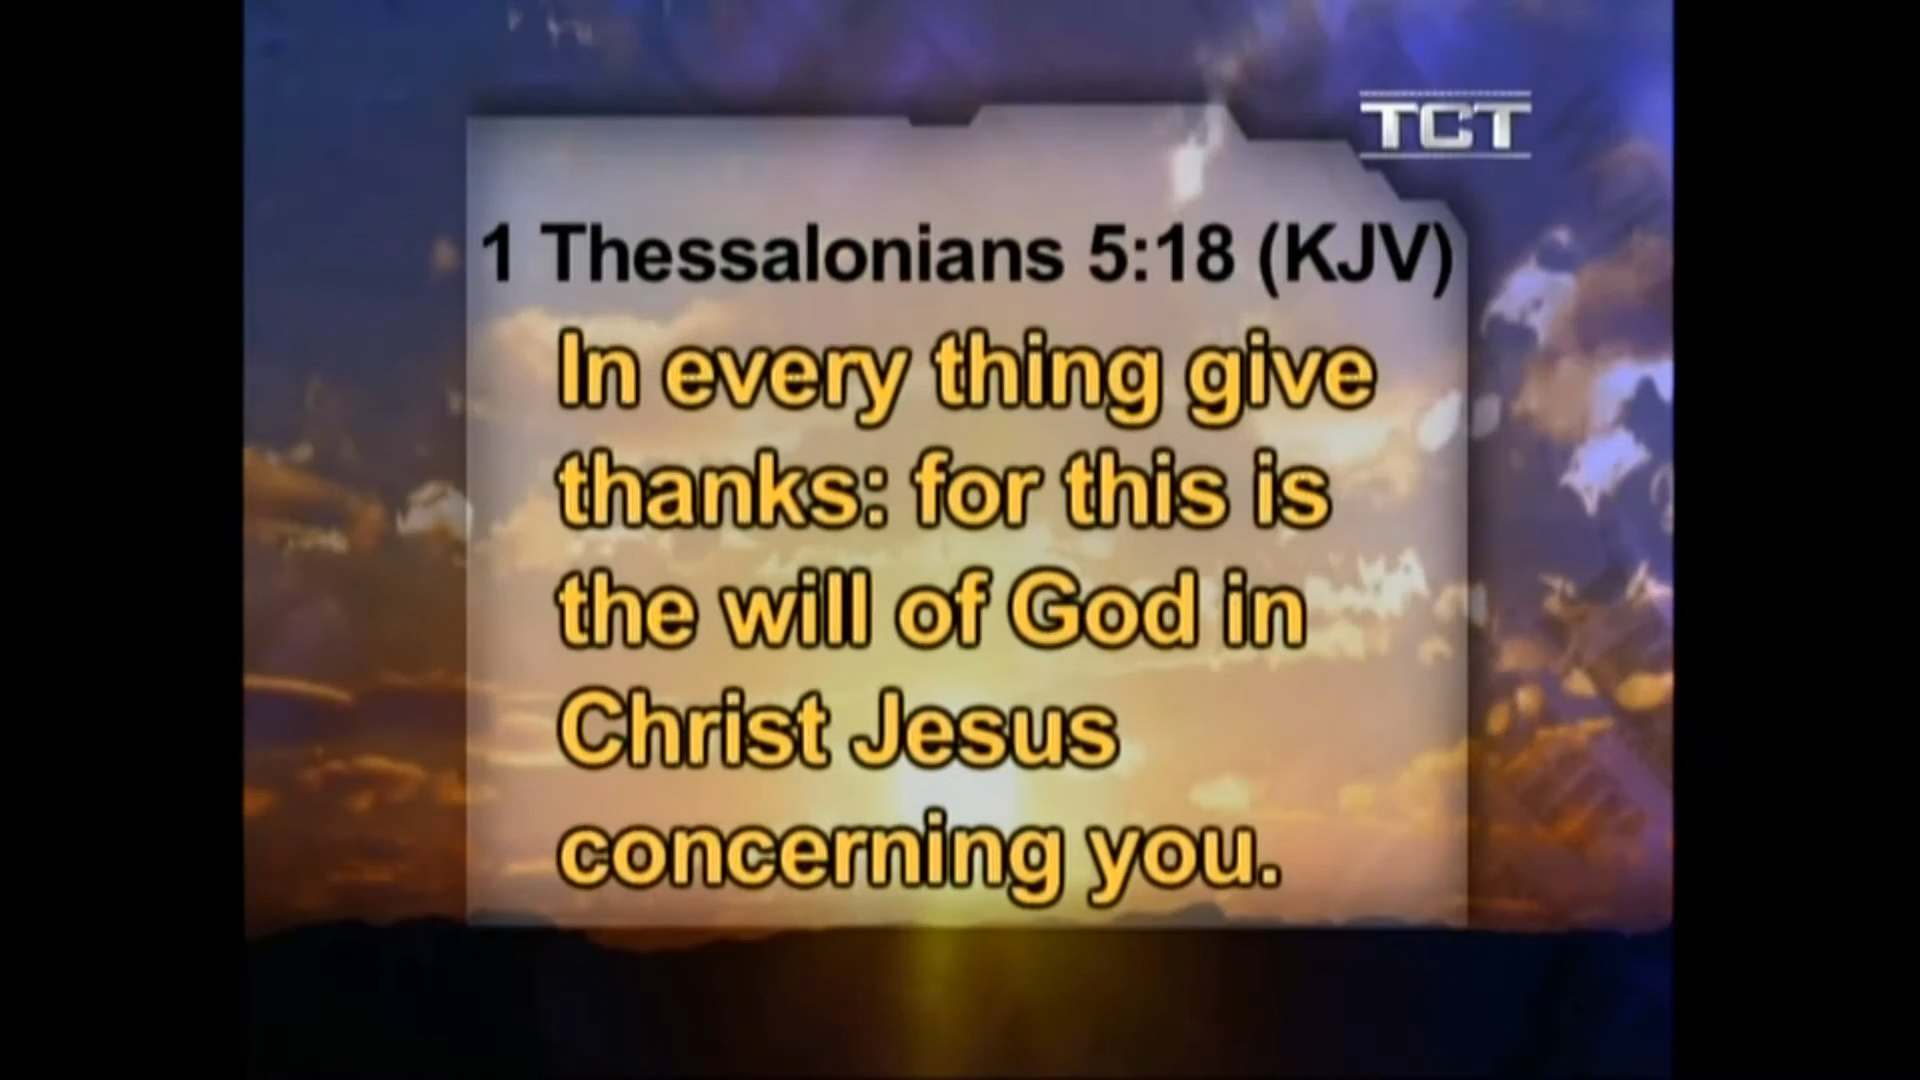 TCT
1 Thessalonians 5:18 (KJV)
In every thing give
thanks: for this is
the will of God in
Christ Jesus
concerning you.